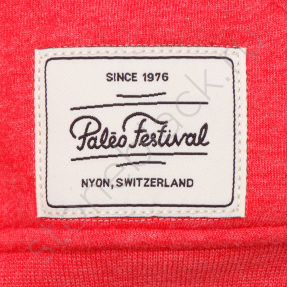 SINCE 1976
Paléo Festival
NYON, SWITZERLAND